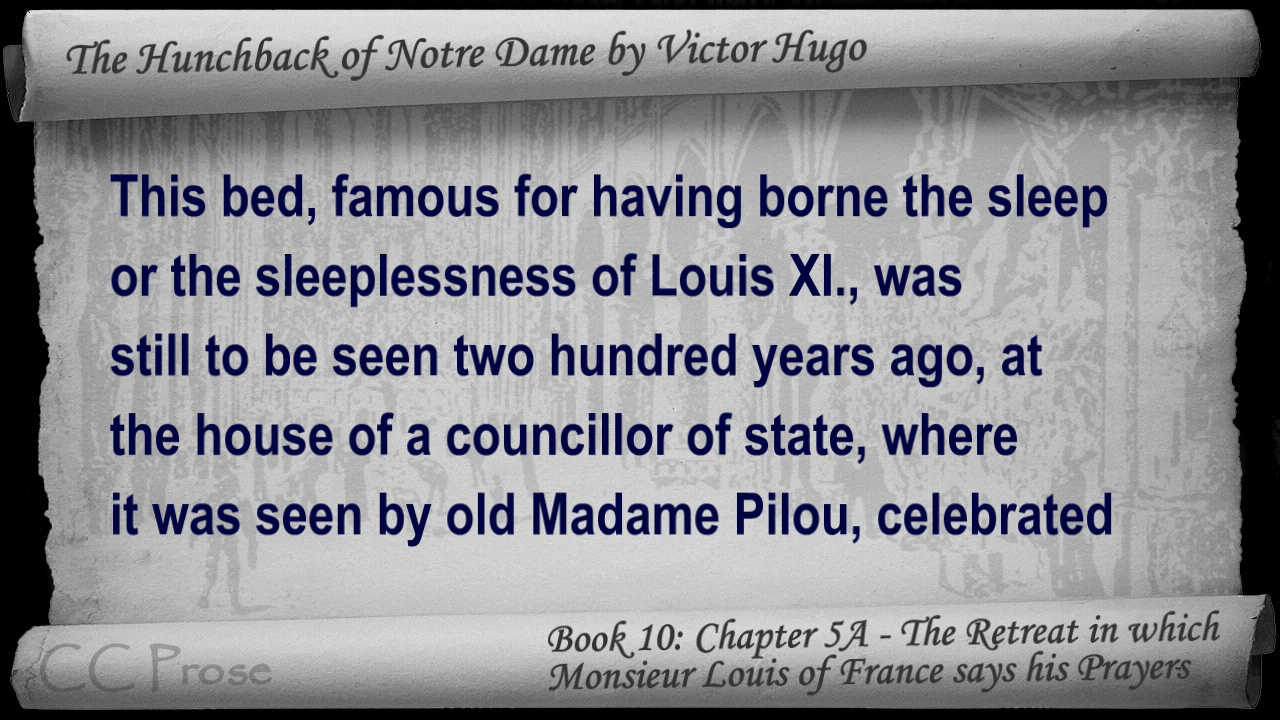 The Hunchback of Notre Dame by Victor Hugo
This bed, famous for having borne the sleep
or the sleeplessness of Louis XI., was
still to be seen two hundred years ago, at
the house of a councillor of state, where
it was seen by old Madame Pilou, celebrated
CC Prose
Book 10: Chapter 5A - The Retreat in which
Monsieur Louis of France says his Prayers